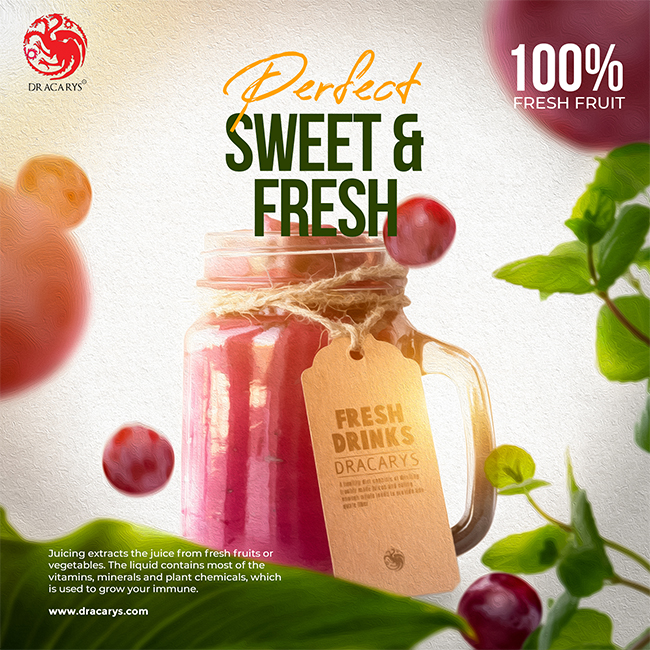 DRACARYS
Perfect
SWEET &
FRESH
100%
FRESH FRUIT
FRESH
DRINKS
DRACARYS
Juicing extracts the juice from fresh fruits or
vegetables. The liquid contains most of the
vitamins, minerals and plant chemicals, which
is used to grow your immune.
www.dracarys.com